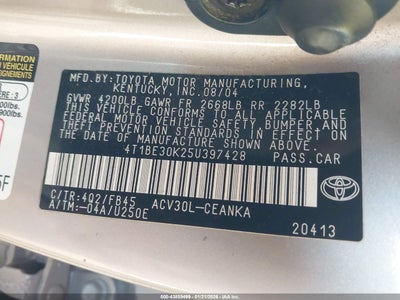 MFD.BY:TOYOTA MOTOR MANUFACTURING,
KENTUCKY,INC.08/04
GVWR 4200LB GAWR FR 2668LB RR 2282LB
THIS VEHICLE CONFORMS TO ALL APPLICABLE
FEDERAL MOTOR VEHICLE SAFETY, BUMPER AND
THEFT PREVENTION STANDARDS IN EFFECT ON
THE DATE OF MANUFACTURE SHOWN ABOVE.
4T1BE30K25U397428 PASS.CAR
C/TR:4Q2/FB45 ACV30L-CEANKA
A/TM:-04A/U250E
TOYOTA
20413